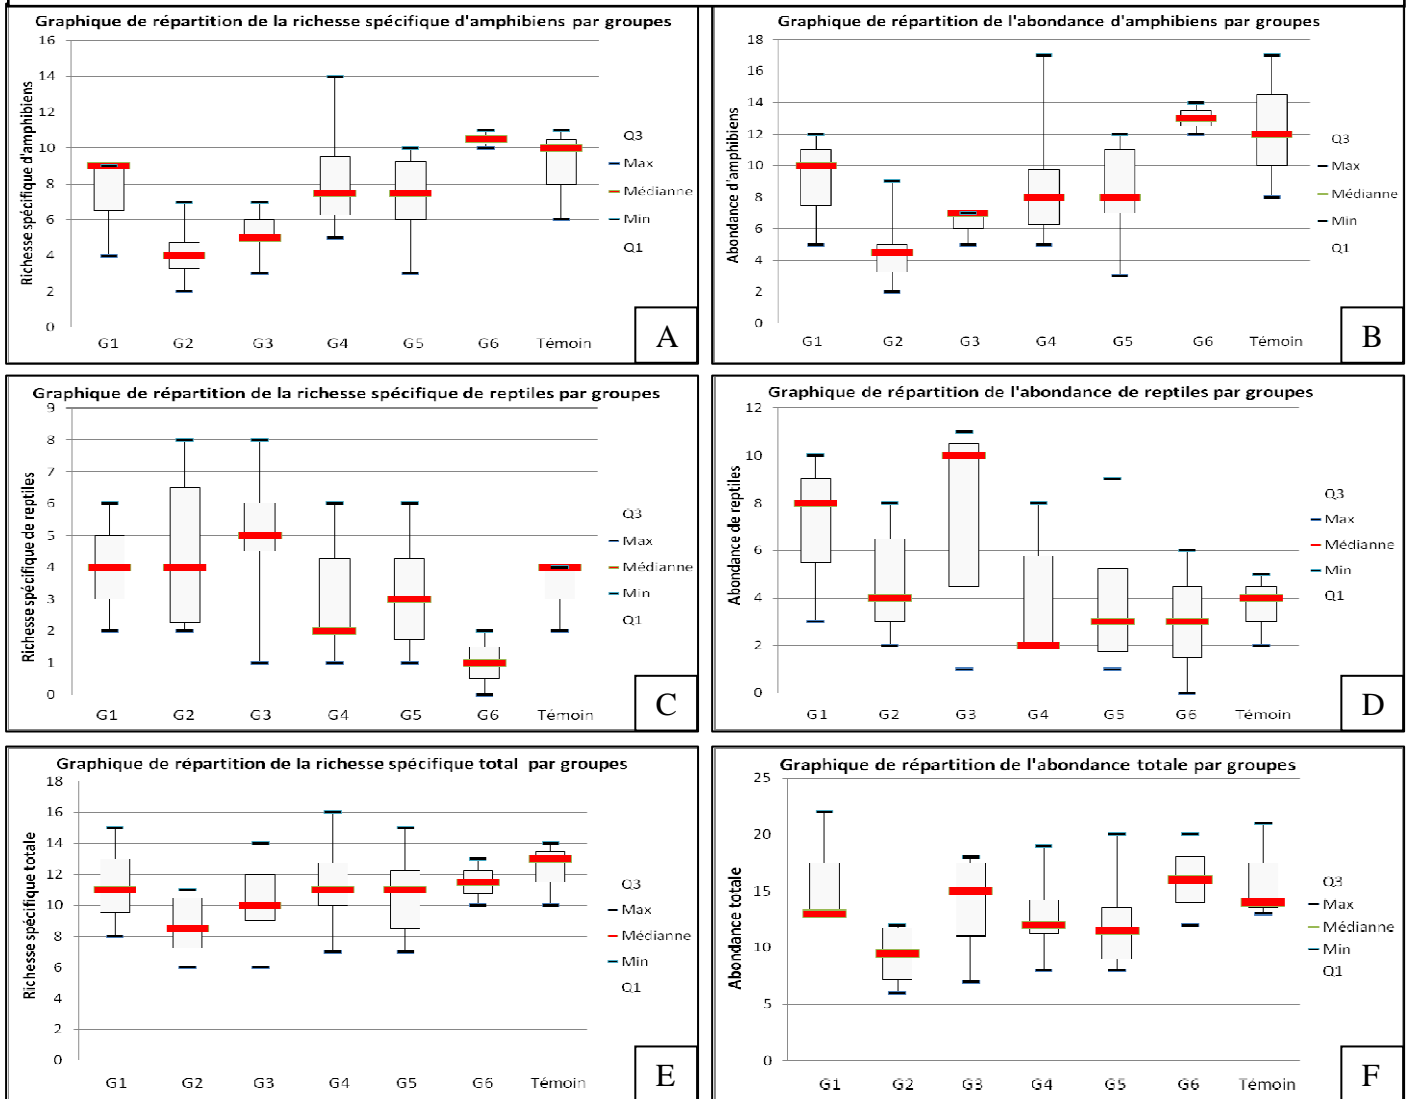 Graphique de répartition de la richesse spécifique d'amphibiens par groupes
Richesse spécifique d'amphibiens
16
14
12
10
8
6
4
2
0
G1 G2 G3 G4 G5 G6 Témoin
Q3
Max
Médianne
Min
Q1
A
Graphique de répartition de l'abondance d'amphibiens par groupes
Abondance d'amphibiens
18
16
14
12
10
8
6
4
2
0
G1 G2 G3 G4 G5 G6 Témoin
Q3
Max
Médianne
Min
Q1
B
Graphique de répartition de la richesse spécifique de reptiles par groupes
Richesse spécifique de reptiles
9
8
7
6
5
4
3
2
1
0
G1 G2 G3 G4 G5 G6 Témoin
Q3
Max
Médianne
Min
Q1
C
Graphique de répartition de l'abondance de reptiles par groupes
Abondance de reptiles
12
10
8
6
4
2
0
G1 G2 G3 G4 G5 G6 Témoin
Q3
Max
Médianne
Min
Q1
D
Graphique de répartition de la richesse spécifique total par groupes
Richesse spécifique totale
18
16
14
12
10
8
6
4
2
0
G1 G2 G3 G4 G5 G6 Témoin
Q3
Max
Médianne
Min
Q1
E
Graphique de répartition de l'abondance totale par groupes
Abondance totale
25
20
15
10
5
0
G1 G2 G3 G4 G5 G6 Témoin
Q3
Max
Médianne
Min
Q1
F